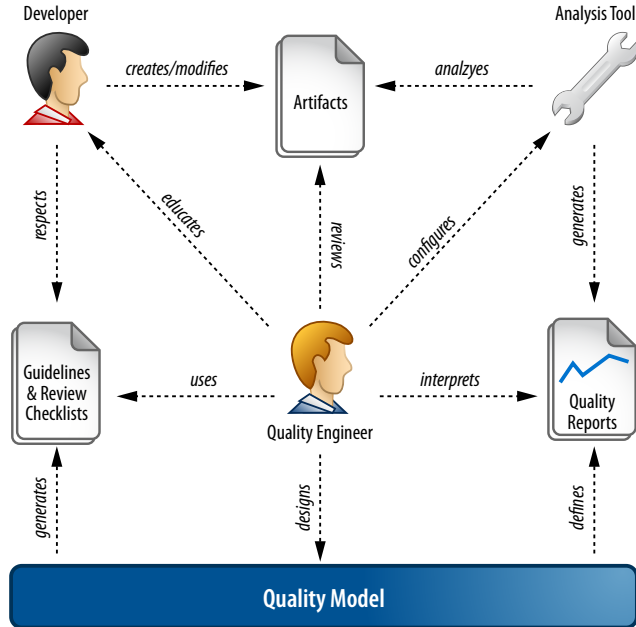 Developer
Analysis Tool
creates/modifies
analzyes
Artifacts
respects
educates
reviews
configures
generates
Guidelines
& Review
Checklists
uses
interprets
Quality
Reports
Quality Engineer
generates
designs
defines
Quality Model